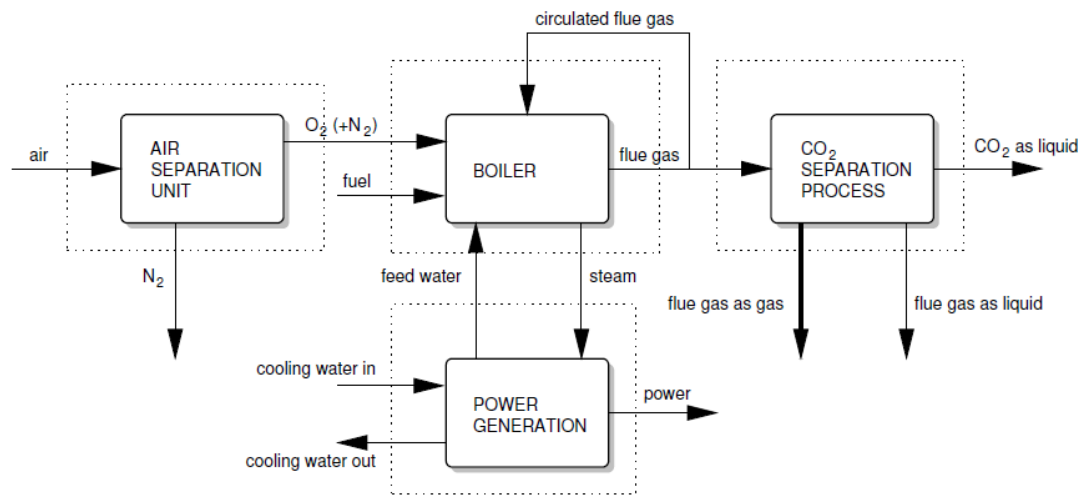 circulated flue gas
air
AIR
SEPARATION
UNIT
O₂ (+N₂)
fuel
BOILER
flue gas
CO₂
SEPARATION
PROCESS
CO₂ as liquid
N₂
feed water
steam
flue gas as gas
flue gas as liquid
cooling water in
POWER
GENERATION
power
cooling water out